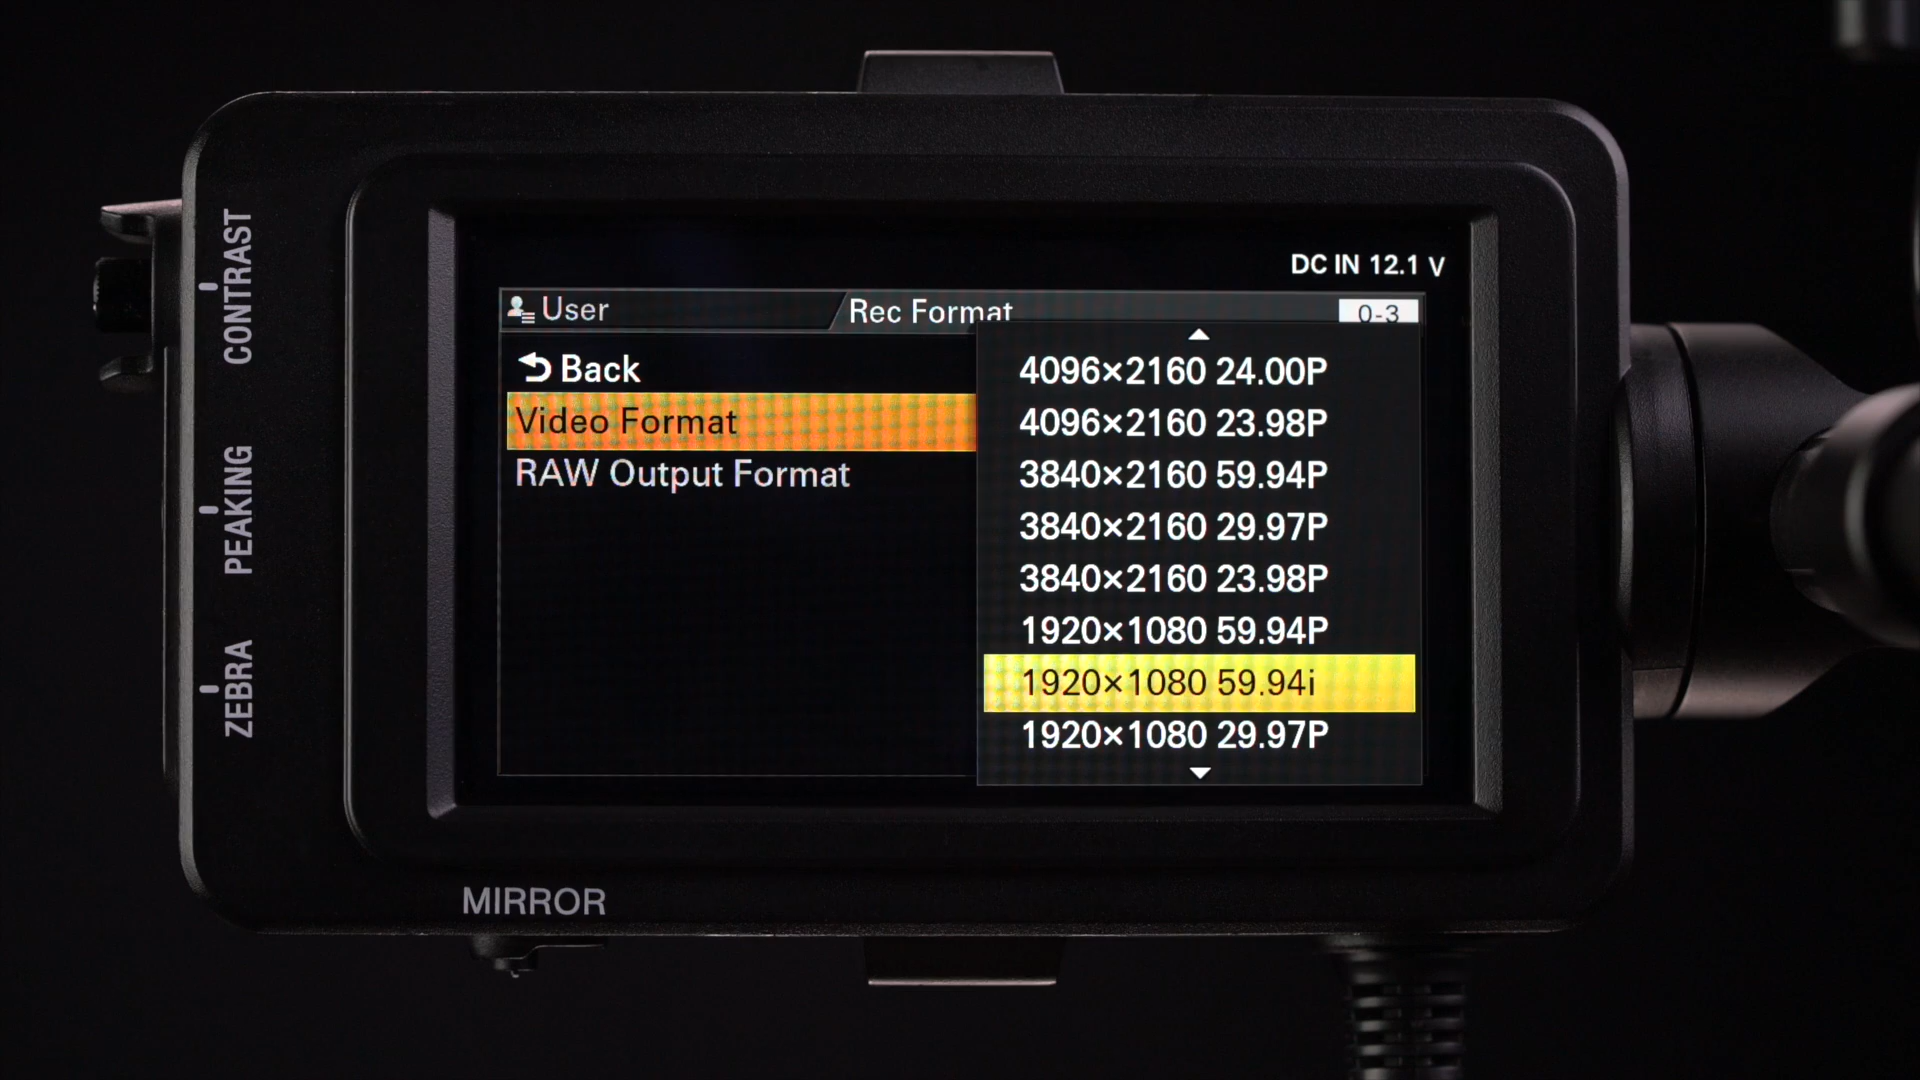 DC IN 12.1 V
User
Rec Format
0-3
Back
Video Format
RAW Output Format
4096×2160 24.00P
4096×2160 23.98P
3840×2160 59.94P
3840×2160 29.97P
3840×2160 23.98P
1920×1080 59.94P
1920×1080 59.94i
1920×1080 29.97P
CONTRAST
PEAKING
ZEBRA
MIRROR